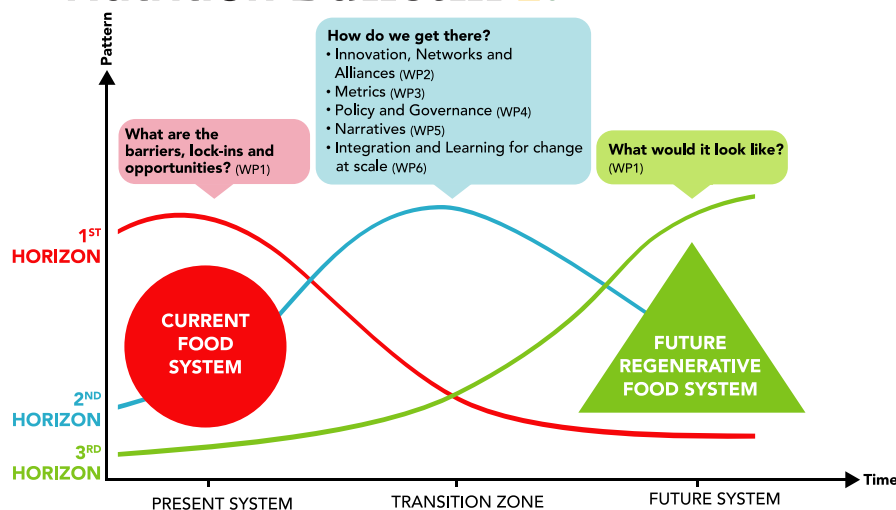 Pattern
How do we get there?
• Innovation, Networks and
Alliances (WP2)
• Metrics (WP3)
• Policy and Governance (WP4)
• Narratives (WP5)
• Integration and Learning for change
at scale (WP6)
What are the
barriers, lock-ins and
opportunities? (WP1)
What would it look like?
(WP1)
1ST
HORIZON
CURRENT
FOOD
SYSTEM
FUTURE
REGENERATIVE
FOOD SYSTEM
2ND
HORIZON
3RD
HORIZON
Time
PRESENT SYSTEM
TRANSITION ZONE
FUTURE SYSTEM